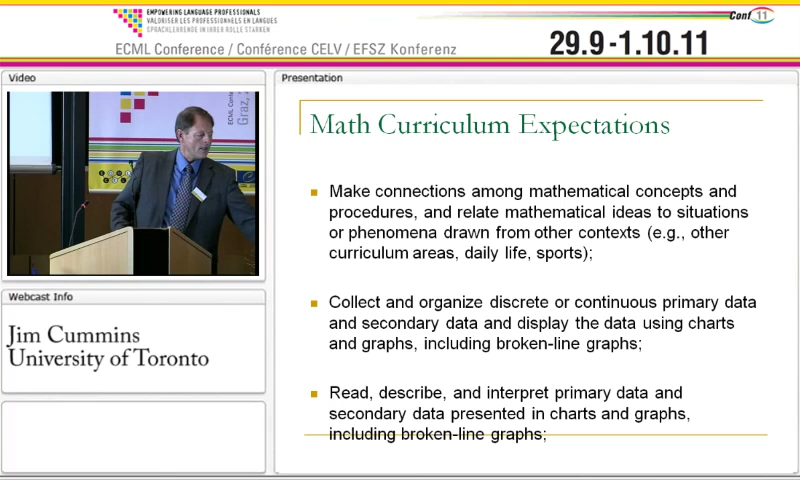 EMPOWERING LANGUAGE PROFESSIONALS
VALORISER LES PROFESSIONNELS EN LANGUES
SPRACHLEHRENDE IN IHRER ROLLE STÄRKEN
ECML Conference / Conférence CELV / EFSZ Konferenz
Conf 11
29.9 -1.10.11
Video
ECML Conf
Graz,
Webcast Info
Jim Cummins
University of Toronto
Presentation
Math Curriculum Expectations
Make connections among mathematical concepts and
procedures, and relate mathematical ideas to situations
or phenomena drawn from other contexts (e.g., other
curriculum areas, daily life, sports);
Collect and organize discrete or continuous primary data
and secondary data and display the data using charts
and graphs, including broken-line graphs;
Read, describe, and interpret primary data and
secondary data presented in charts and graphs,
including broken-line graphs;